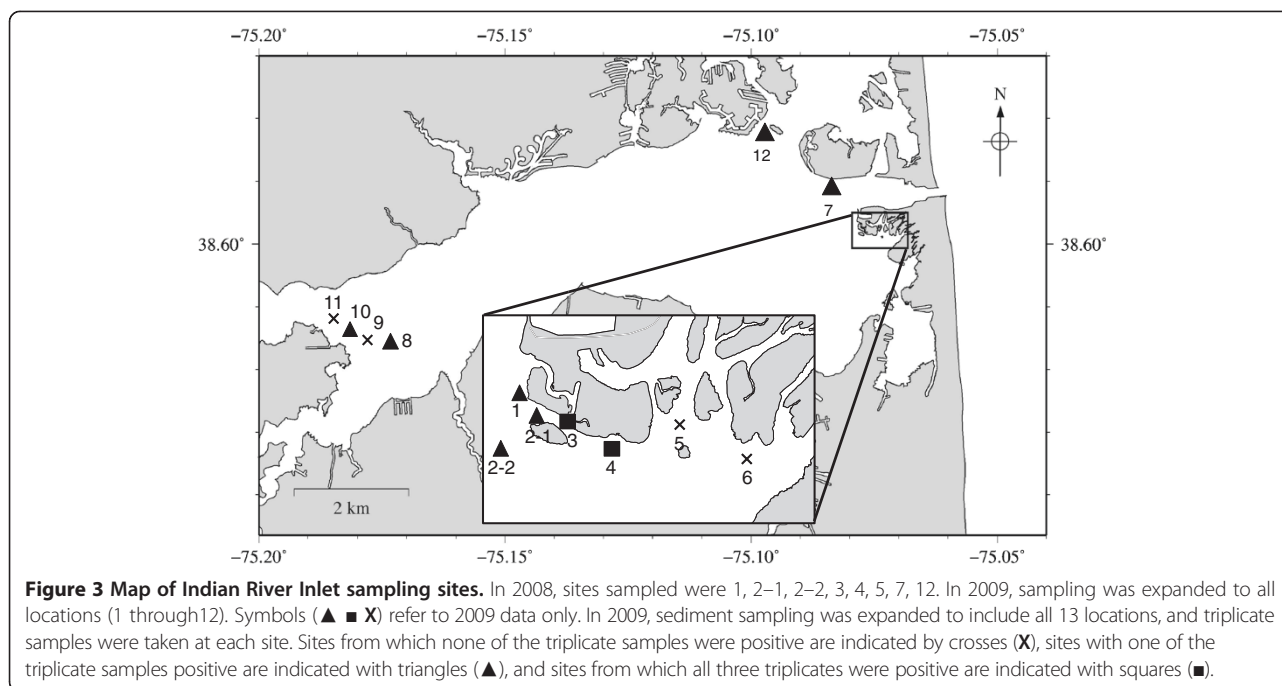 −75.20° −75.15° −75.10° −75.05°
N
12
7
38.60° 38.60°
11
10
9
8
1
2-1
3
2-2
4
5
6
2 km
−75.20° −75.15° −75.10° −75.05°
Figure 3 Map of Indian River Inlet sampling sites. In 2008, sites sampled were 1, 2–1, 2–2, 3, 4, 5, 7, 12. In 2009, sampling was expanded to all
locations (1 through12). Symbols (▲ ■ X) refer to 2009 data only. In 2009, sediment sampling was expanded to include all 13 locations, and triplicate
samples were taken at each site. Sites from which none of the triplicate samples were positive are indicated by crosses (X), sites with one of the
triplicate samples positive are indicated with triangles (▲), and sites from which all three triplicates were positive are indicated with squares (■).